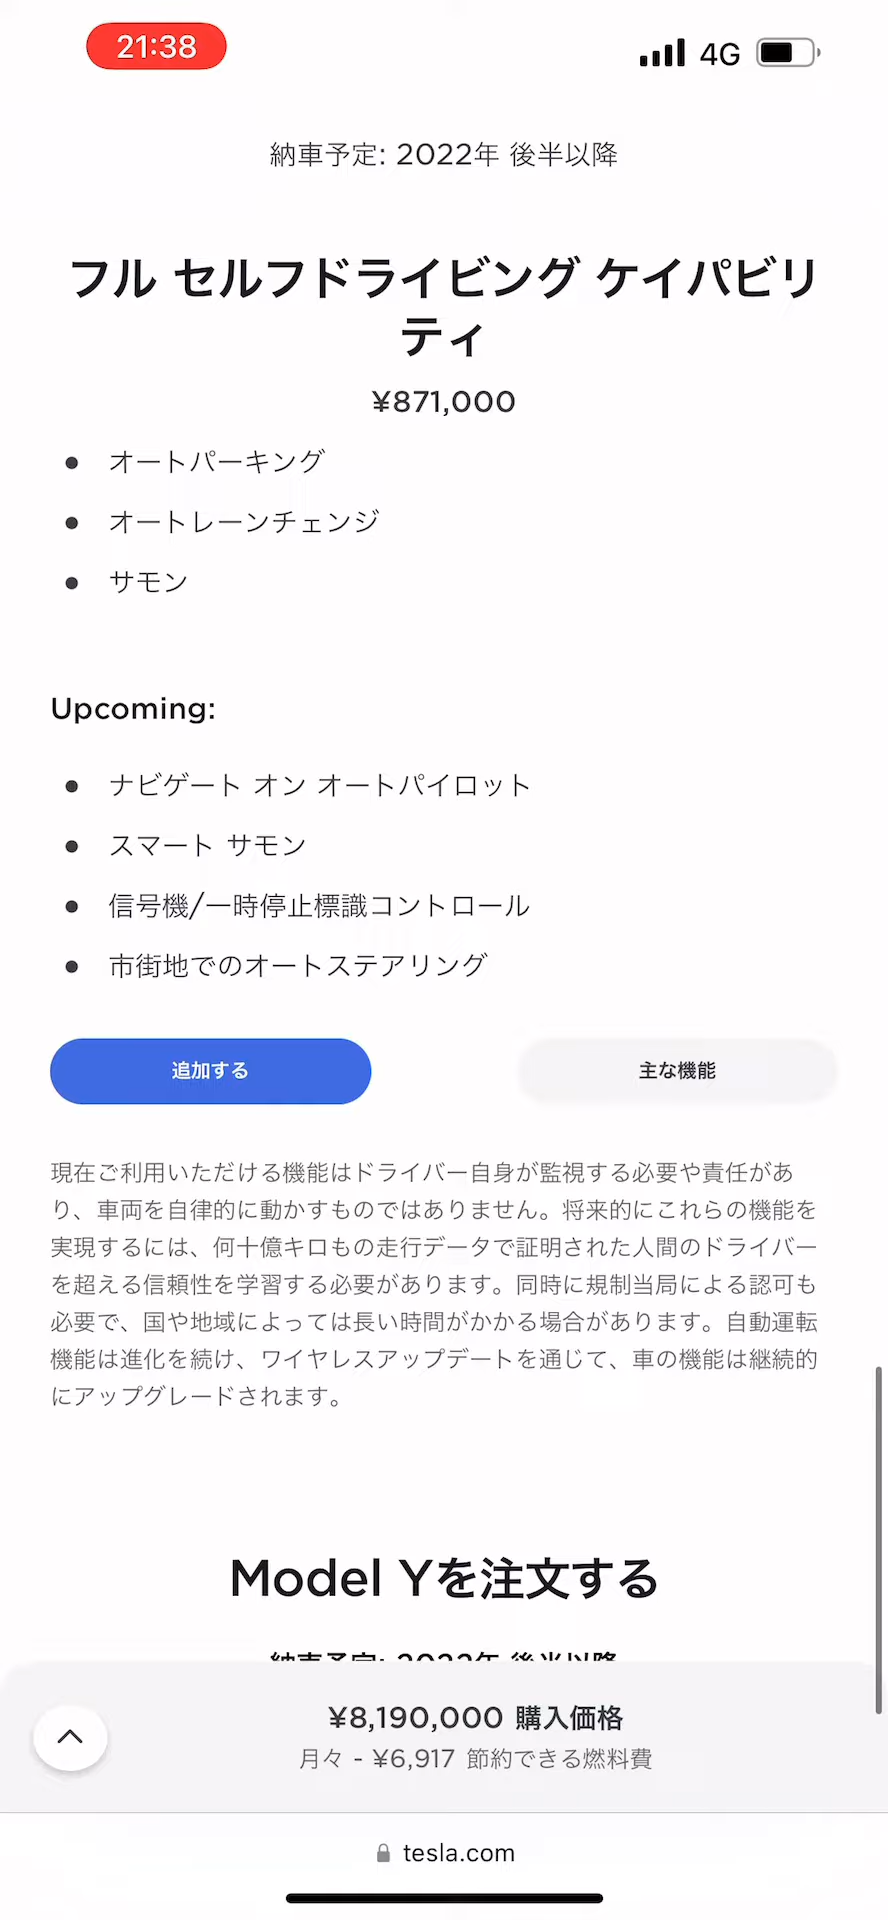 21:38
4G
納車予定: 2022年 後半以降
フル セルフドライビング ケイパビリ
ティ
¥871,000
● オートパーキング
● オートレーンチェンジ
● サモン
Upcoming:
● ナビゲート オン オートパイロット
● スマート サモン
● 信号機/一時停止標識コントロール
● 市街地でのオートステアリング
追加する
主な機能
現在ご利用いただける機能はドライバー自身が監視する必要や責任があ
り、車両を自律的に動かすものではありません。将来的にこれらの機能を
実現するには、何十億キロもの走行データで証明された人間のドライバー
を超える信頼性を学習する必要があります。同時に規制当局による認可も
必要で、国や地域によっては長い時間がかかる場合があります。自動運転
機能は進化を続け、ワイヤレスアップデートを通じて、車の機能は継続的
にアップグレードされます。
Model Yを注文する
納車予定: 2022年 後半以降
¥8,190,000 購入価格
月々 - ¥6,917 節約できる燃料費
tesla.com